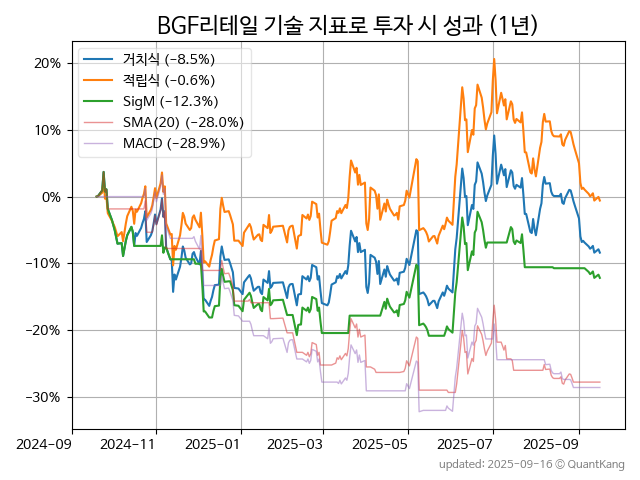 BGF리테일 기술 지표로 투자 시 성과 (1년)
거치식 (−8.5%)
적립식 (−0.6%)
SigM (−12.3%)
SMA(20) (−28.0%)
MACD (−28.9%)
20%
10%
0%
−10%
−20%
−30%
2024-09 2024-11 2025-01 2025-03 2025-05 2025-07 2025-09
updated: 2025-09-16 ⓒ QuantKang